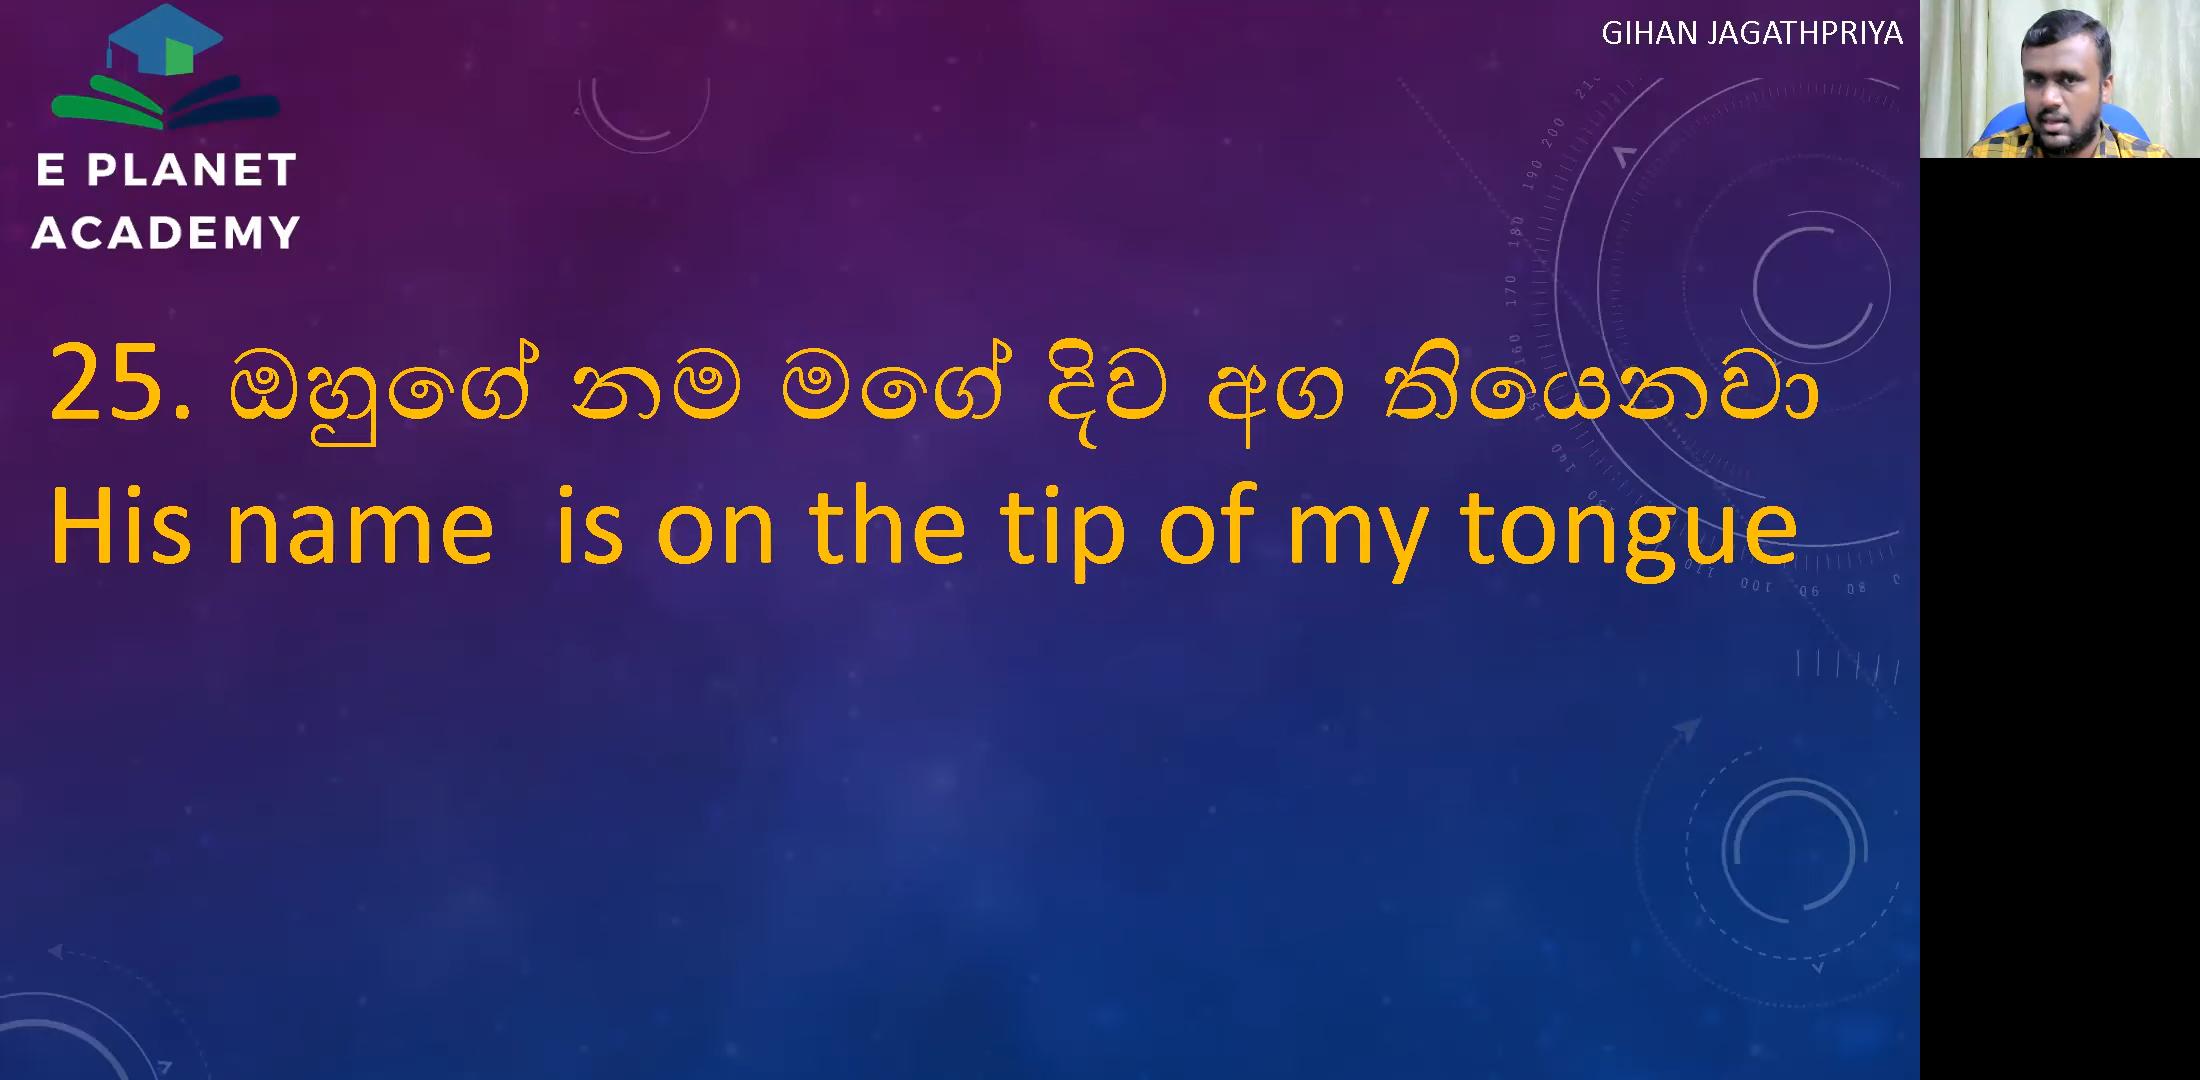 E PLANET
ACADEMY
GIHAN JAGATHPRIYA
25. ඔහුගේ නම මගේ දිව අග තියෙනවා
His name  is on the tip of my tongue